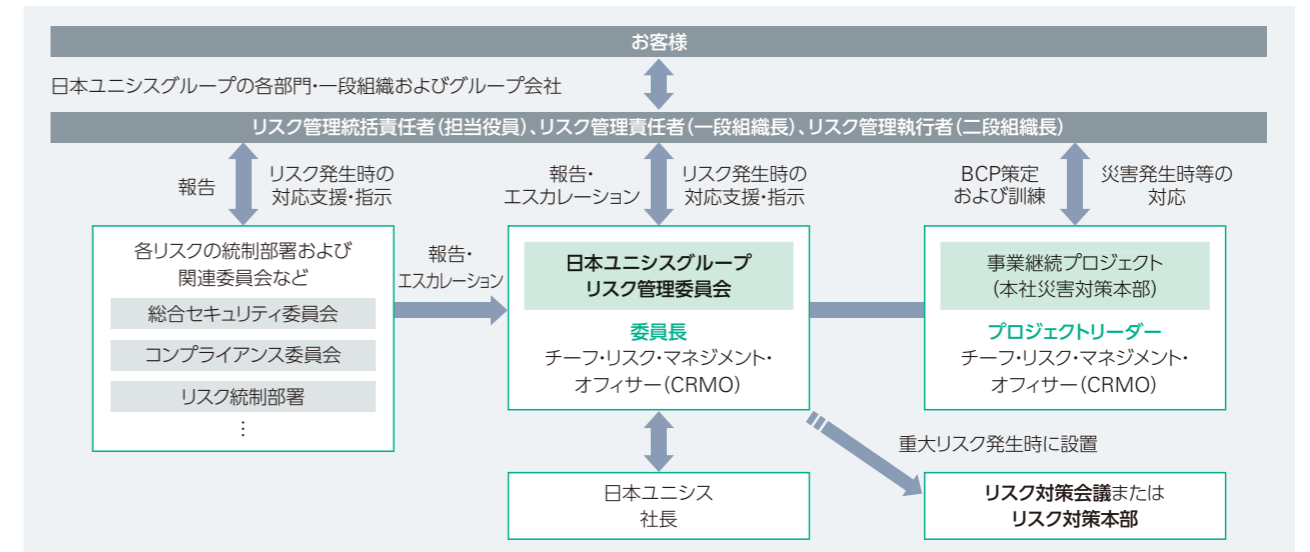 お客様
日本ユニシスグループの各部門・一段組織およびグループ会社
リスク管理統括責任者（担当役員）、リスク管理責任者（一段組織長）、リスク管理執行者（二段組織長）
報告
リスク発生時の
対応支援・指示
報告・
エスカレーション
リスク発生時の
対応支援・指示
BCP策定
および訓練
災害発生時等の
対応
各リスクの統制部署および
関連委員会など
総合セキュリティ委員会
コンプライアンス委員会
リスク統制部署
⋮
報告・
エスカレーション
日本ユニシスグループ
リスク管理委員会
委員長
チーフ・リスク・マネジメント・
オフィサー（CRMO）
事業継続プロジェクト
（本社災害対策本部）
プロジェクトリーダー
チーフ・リスク・マネジメント・
オフィサー（CRMO）
重大リスク発生時に設置
日本ユニシス
社長
リスク対策会議または
リスク対策本部